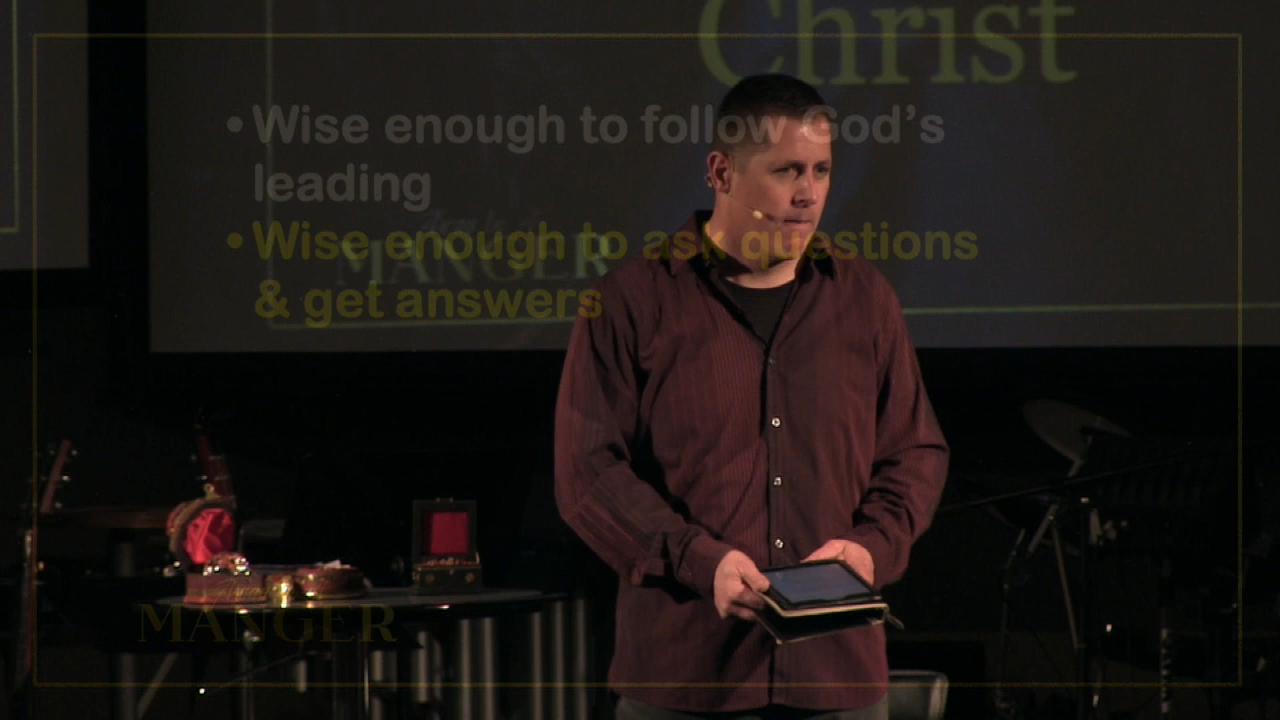 Christ
• Wise enough to follow God's
leading
• Wise enough to ask questions
& get answers
MANGER
MANGER